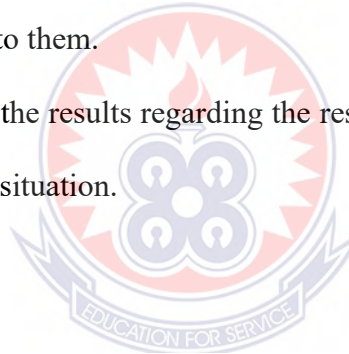 to them.
the results regarding the res
situation.
EDUCATION FOR SERVICE